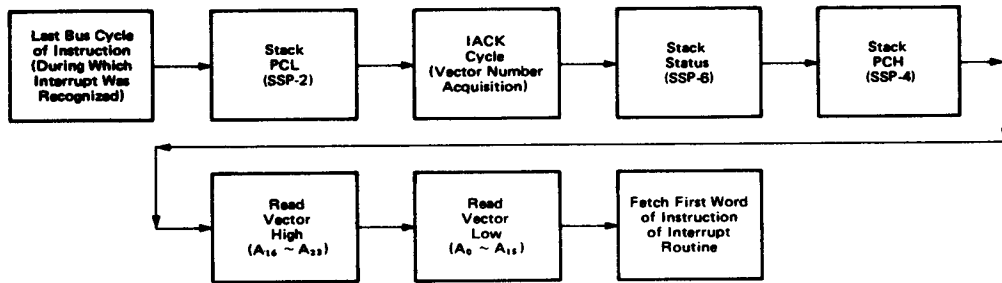 Last Bus Cycle
of Instruction
(During Which
Interrupt Was
Recognized)
Stack
PCL
(SSP-2)
IACK
Cycle
(Vector Number
Acquisition)
Stack
Status
(SSP-6)
Stack
PCH
(SSP-4)
Read
Vector
High
(A₁₆ ~ A₂₃)
Read
Vector
Low
(A₀ ~ A₁₅)
Fetch First Word
of Instruction
of Interrupt
Routine